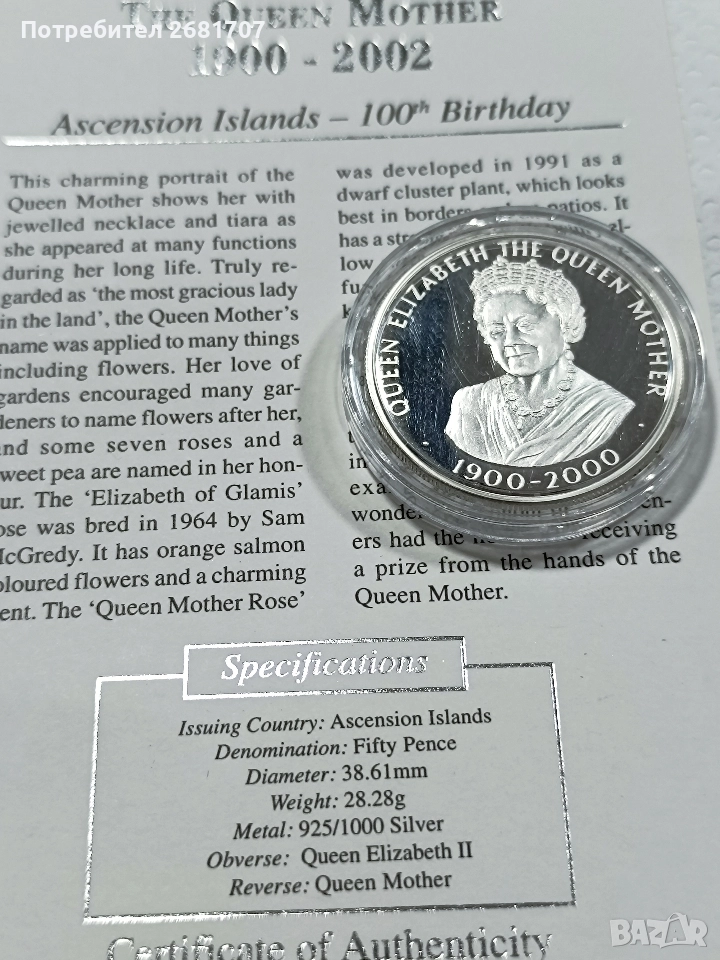 Потребител 2681707
THE QUEEN MOTHER
1900 - 2002
Ascension Islands – 100th Birthday
This charming portrait of the
Queen Mother shows her with
jewelled necklace and tiara as
she appeared at many functions
during her long life. Truly re-
garded as 'the most gracious lady
in the land', the Queen Mother's
name was applied to many things
including flowers. Her love of
gardens encouraged many gar-
deners to name flowers after her,
and some seven roses and a
sweet pea are named in her hon-
our. The 'Elizabeth of Glamis'
rose was bred in 1964 by Sam
McGredy. It has orange salmon
coloured flowers and a charming
scent. The 'Queen Mother Rose'
was developed in 1991 as a
dwarf cluster plant, which looks
best in borders patios. It
has a
low
in
wonde
ers had the receiving
a prize from the hands of the
Queen Mother.
QUEEN ELIZABETH THE QUEEN MOTHER
· 1900-2000 ·
Specifications
Issuing Country: Ascension Islands
Denomination: Fifty Pence
Diameter: 38.61mm
Weight: 28.28g
Metal: 925/1000 Silver
Obverse: Queen Elizabeth II
Reverse: Queen Mother
Certificate of Authenticity
BAZAR